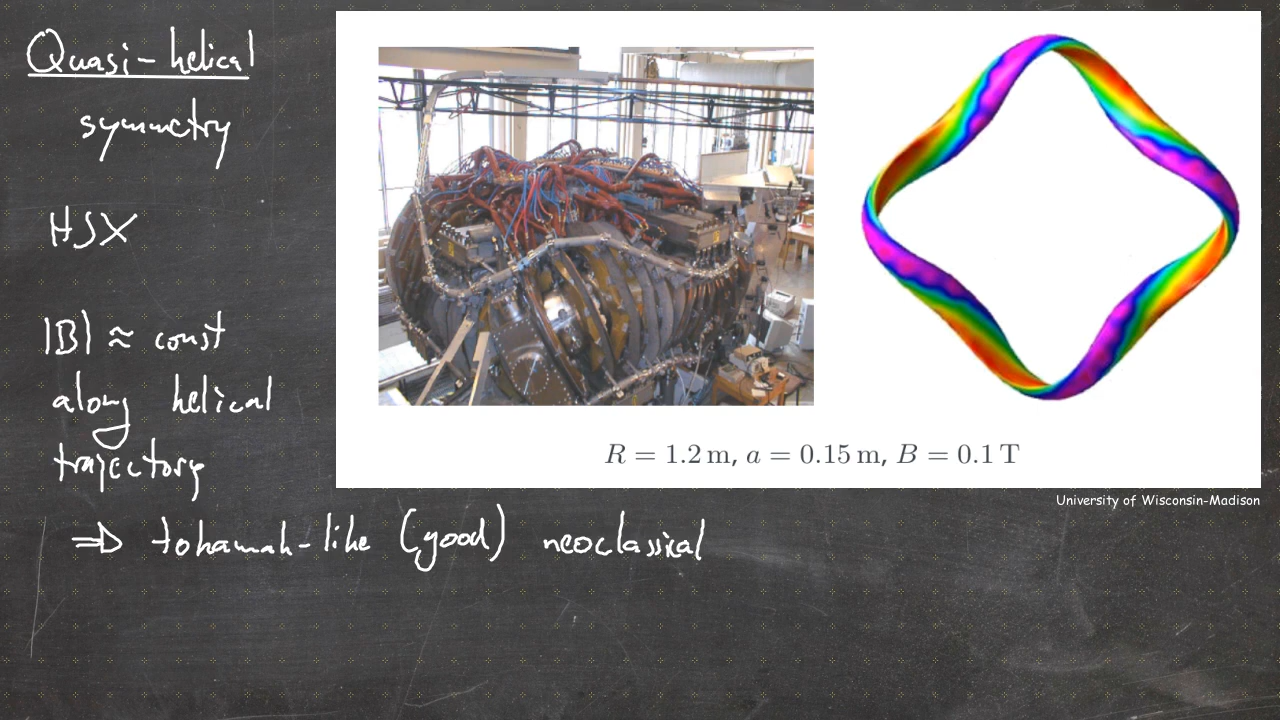 Quasi-helical
symmetry
HSX
|B| ≈ const
along helical
trajectory
⇒ tokamak-like (good) neoclassical
R = 1.2 m, a = 0.15 m, B = 0.1 T
University of Wisconsin-Madison